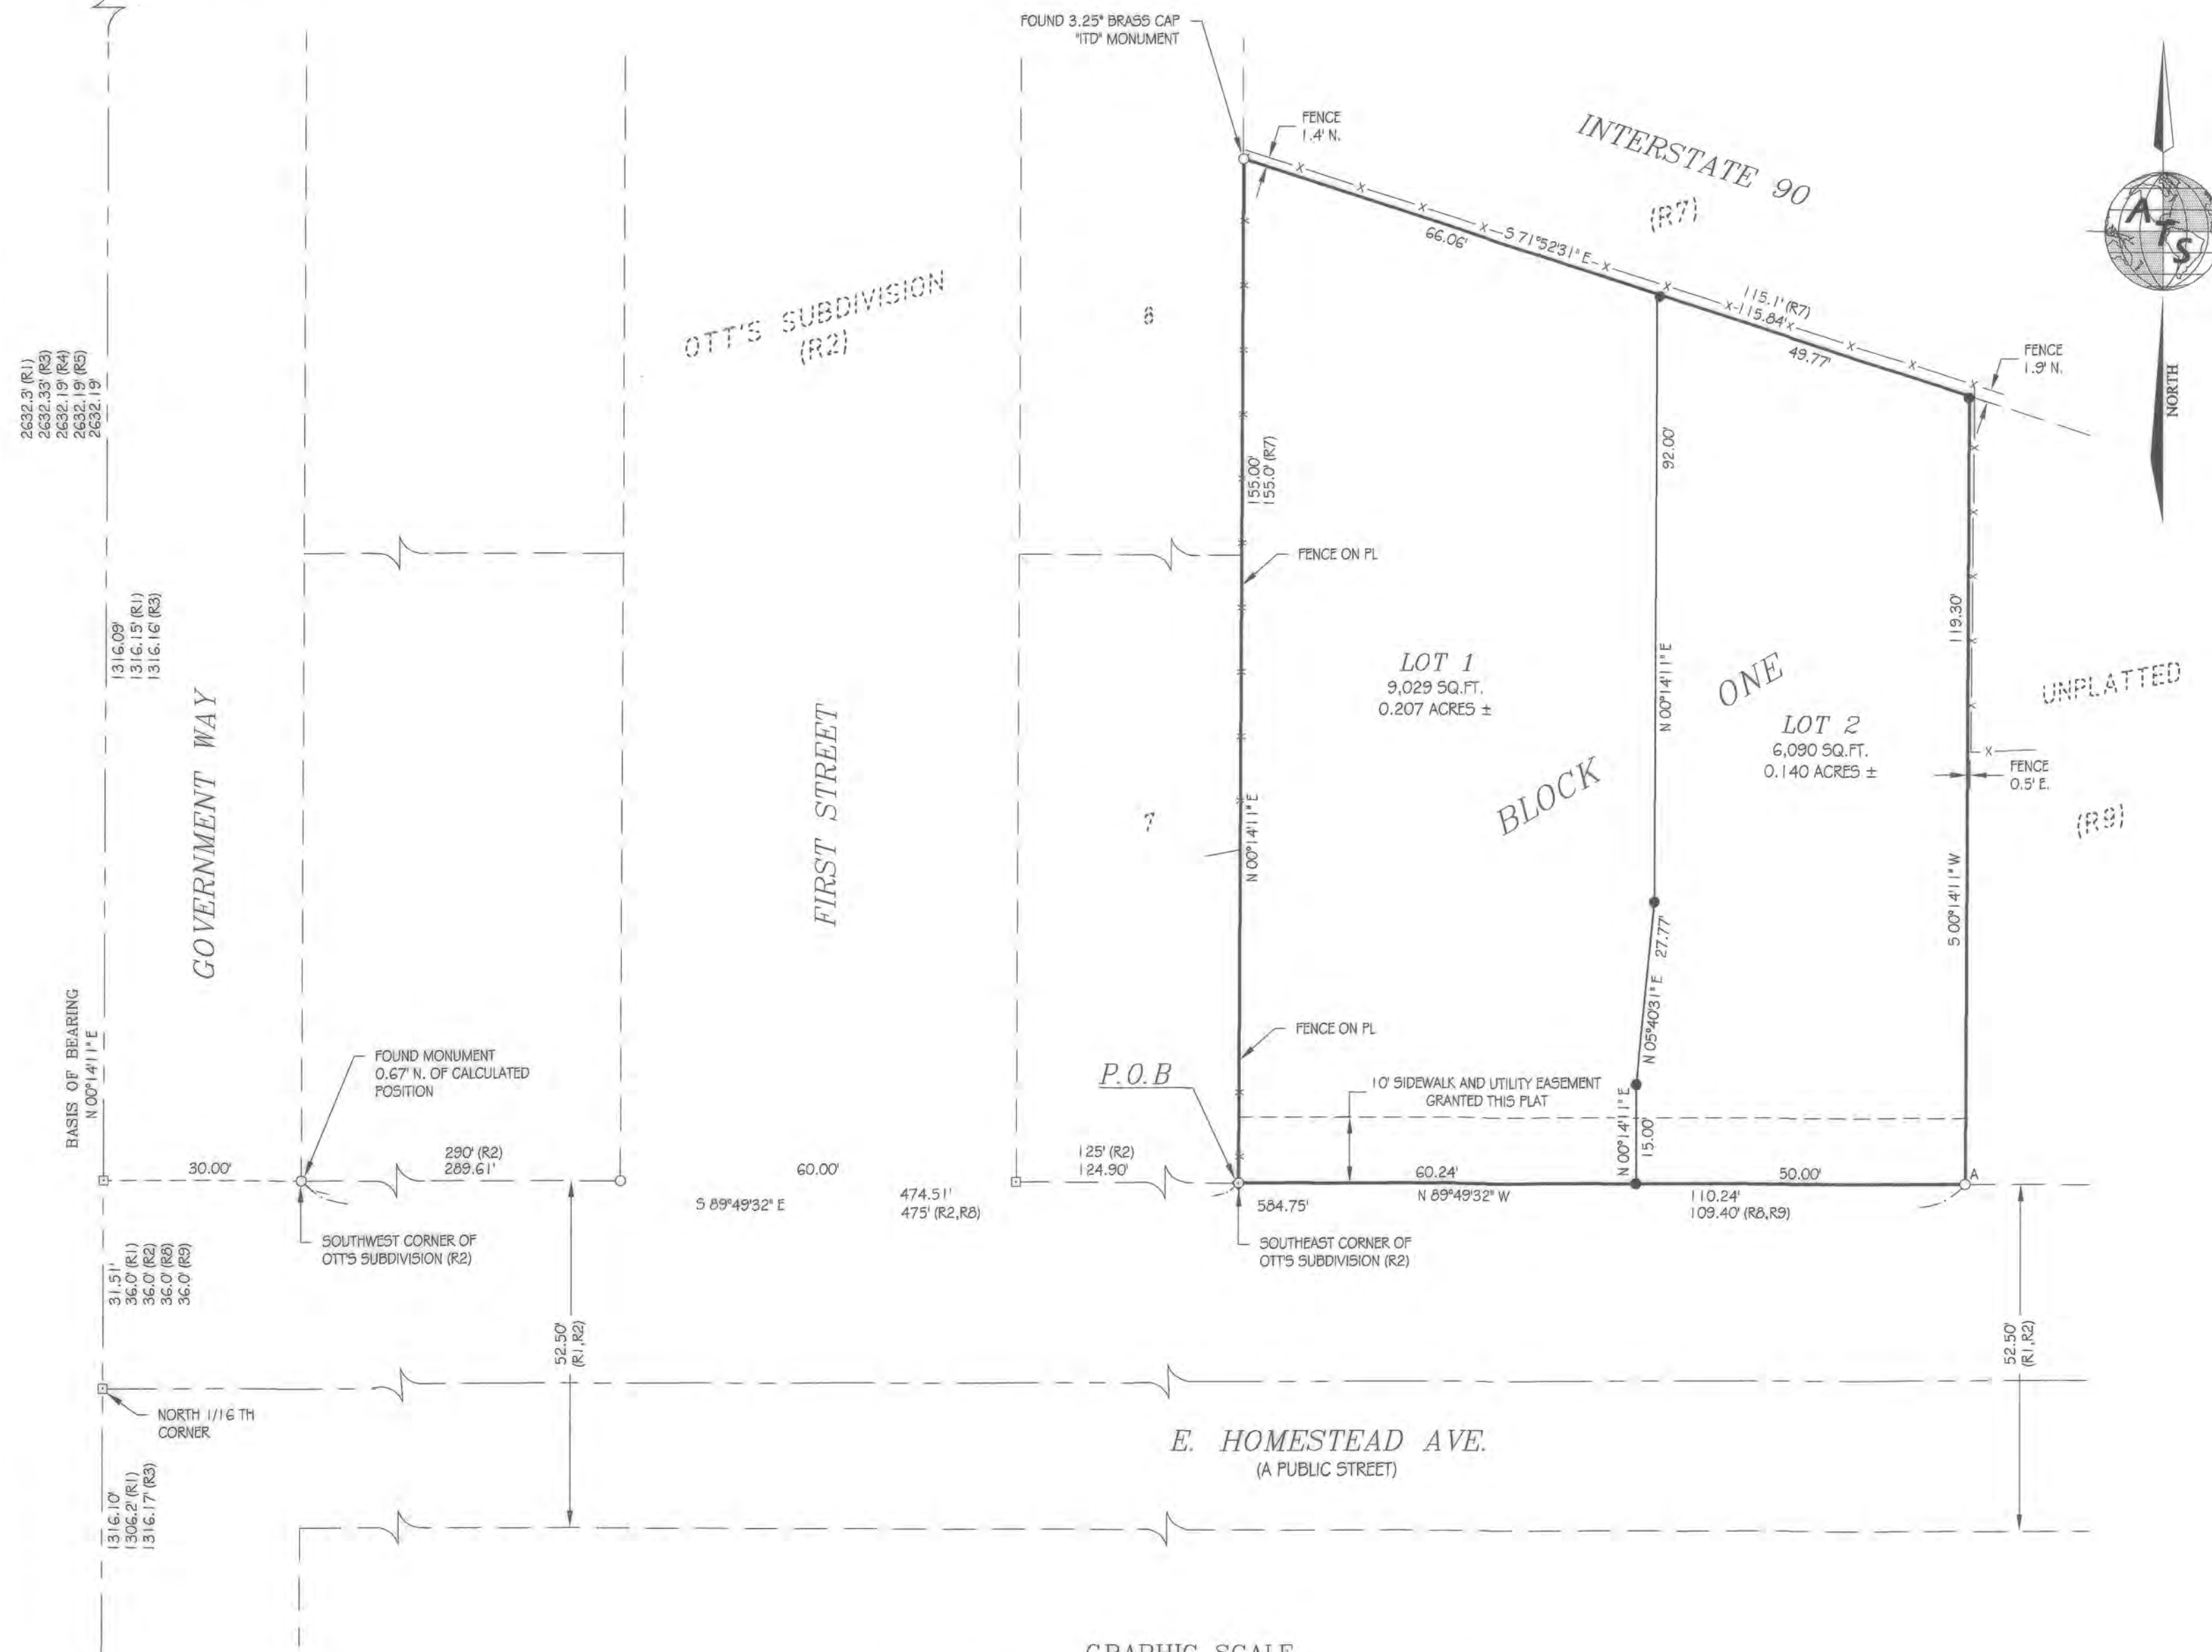 FOUND 3.25" BRASS CAP
"ITD" MONUMENT
FENCE
1.4' N.
INTERSTATE 90
(R7)
S 71°52'31" E
66.06'
115.1' (R7)
115.84'
49.77'
FENCE
1.9' N.
A
T
S
NORTH
OTT'S SUBDIVISION
(R2)
2632.3' (R1)
2632.33' (R3)
2632.19' (R4)
2632.19' (R5)
2632.19'
1316.09'
1316.15' (R1)
1316.16' (R3)
GOVERNMENT WAY
FIRST STREET
7
155.00'
155.0' (R7)
FENCE ON PL
N 00°14'11" E
LOT 1
9,029 SQ.FT.
0.207 ACRES ±
92.00'
N 00°14'11" E
BLOCK
ONE
LOT 2
6,090 SQ.FT.
0.140 ACRES ±
119.30'
S 00°14'11" W
UNPLATTED
(R9)
FENCE
0.5' E.
27.77'
N 05°40'31" E
N 00°14'11" E
15.00'
FENCE ON PL
P.O.B
10' SIDEWALK AND UTILITY EASEMENT
GRANTED THIS PLAT
BASIS OF BEARING
N 00°14'11" E
FOUND MONUMENT
0.67' N. OF CALCULATED
POSITION
30.00'
290' (R2)
289.61'
60.00'
125' (R2)
124.90'
S 89°49'32" E
474.51'
475' (R2,R8)
584.75'
60.24'
N 89°49'32" W
50.00'
A
110.24'
109.40' (R8,R9)
SOUTHWEST CORNER OF
OTT'S SUBDIVISION (R2)
SOUTHEAST CORNER OF
OTT'S SUBDIVISION (R2)
31.51'
36.0' (R1)
36.0' (R2)
36.0' (R8)
36.0' (R9)
52.50'
(R1,R2)
52.50'
(R1,R2)
NORTH 1/16 TH
CORNER
E. HOMESTEAD AVE.
(A PUBLIC STREET)
1316.10'
1306.2' (R1)
1316.17' (R3)
GRAPHIC SCALE